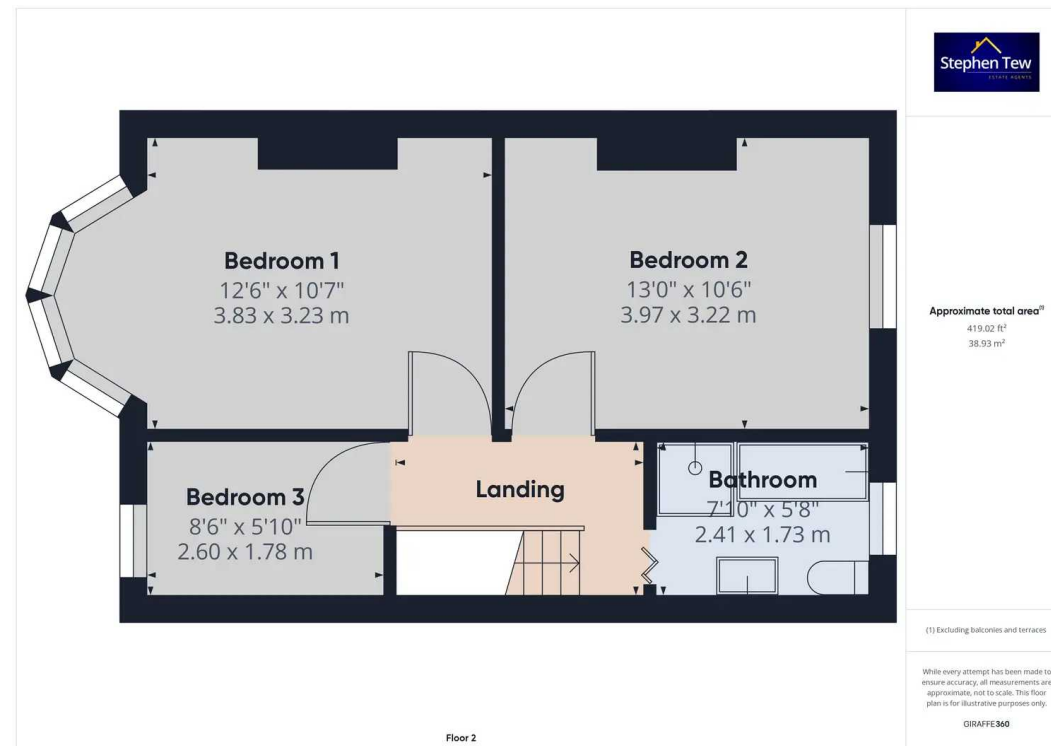 Stephen Tew
ESTATE AGENTS
Bedroom 1
12'6" x 10'7"
3.83 x 3.23 m
Bedroom 2
13'0" x 10'6"
3.97 x 3.22 m
Bedroom 3
8'6" x 5'10"
2.60 x 1.78 m
Landing
Bathroom
7'10" x 5'8"
2.41 x 1.73 m
Floor 2
Approximate total area⁽¹⁾
419.02 ft²
38.93 m²
(1) Excluding balconies and terraces
While every attempt has been made to
ensure accuracy, all measurements are
approximate, not to scale. This floor
plan is for illustrative purposes only.
GIRAFFE360